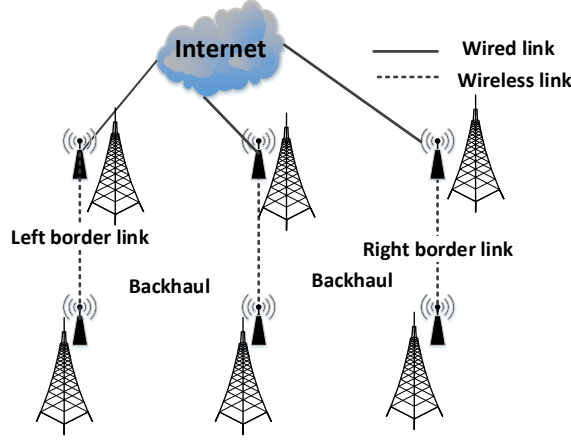 Internet
Wired link
Wireless link
Left border link
Right border link
Backhaul
Backhaul